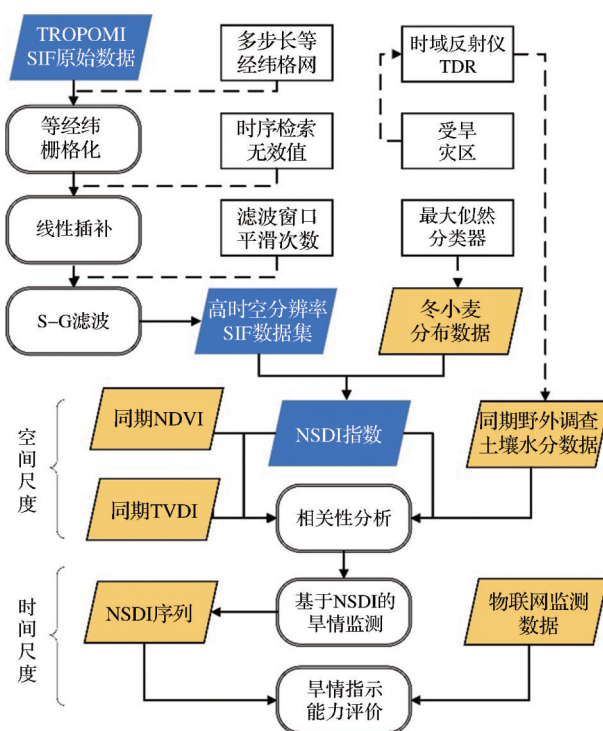 TROPOMI
SIF原始数据
多步长等
经纬格网
时域反射仪
TDR
等经纬
栅格化
时序检索
无效值
受旱
灾区
线性插补
滤波窗口
平滑次数
最大似然
分类器
S–G滤波
高时空分辨率
SIF数据集
冬小麦
分布数据
空间尺度
同期NDVI
NSDI指数
同期野外调查
土壤水分数据
同期TVDI
相关性分析
时间尺度
NSDI序列
基于NSDI的
旱情监测
物联网监测
数据
旱情指示
能力评价